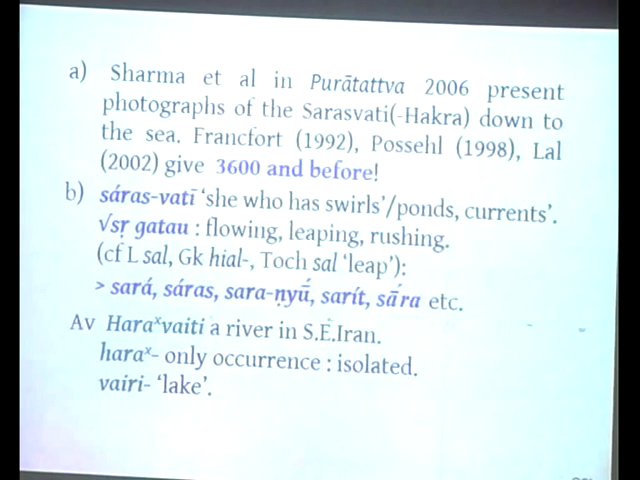 a) Sharma et al in Purātattva 2006 present
photographs of the Sarasvati(-Hakra) down to
the sea. Francfort (1992), Possehl (1998), Lal
(2002) give 3600 and before!
b) sáras-vatī 'she who has swirls'/ponds, currents'.
√sṛ gatau : flowing, leaping, rushing.
(cf L sal, Gk hial-, Toch sal 'leap'):
> sará, sáras, sara-ṇyū́, sarít, sā́ra etc.
Av Haraˣvaiti a river in S.E.Iran.
haraˣ- only occurrence : isolated.
vairi- 'lake'.